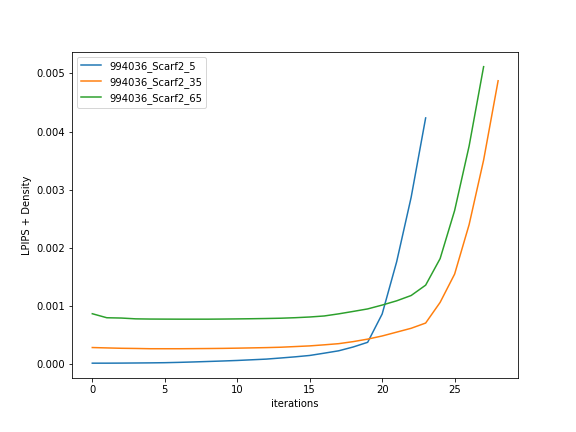 994036_Scarf2_5
994036_Scarf2_35
994036_Scarf2_65
0.005
0.004
0.003
0.002
0.001
0.000
LPIPS + Density
0 5 10 15 20 25
iterations